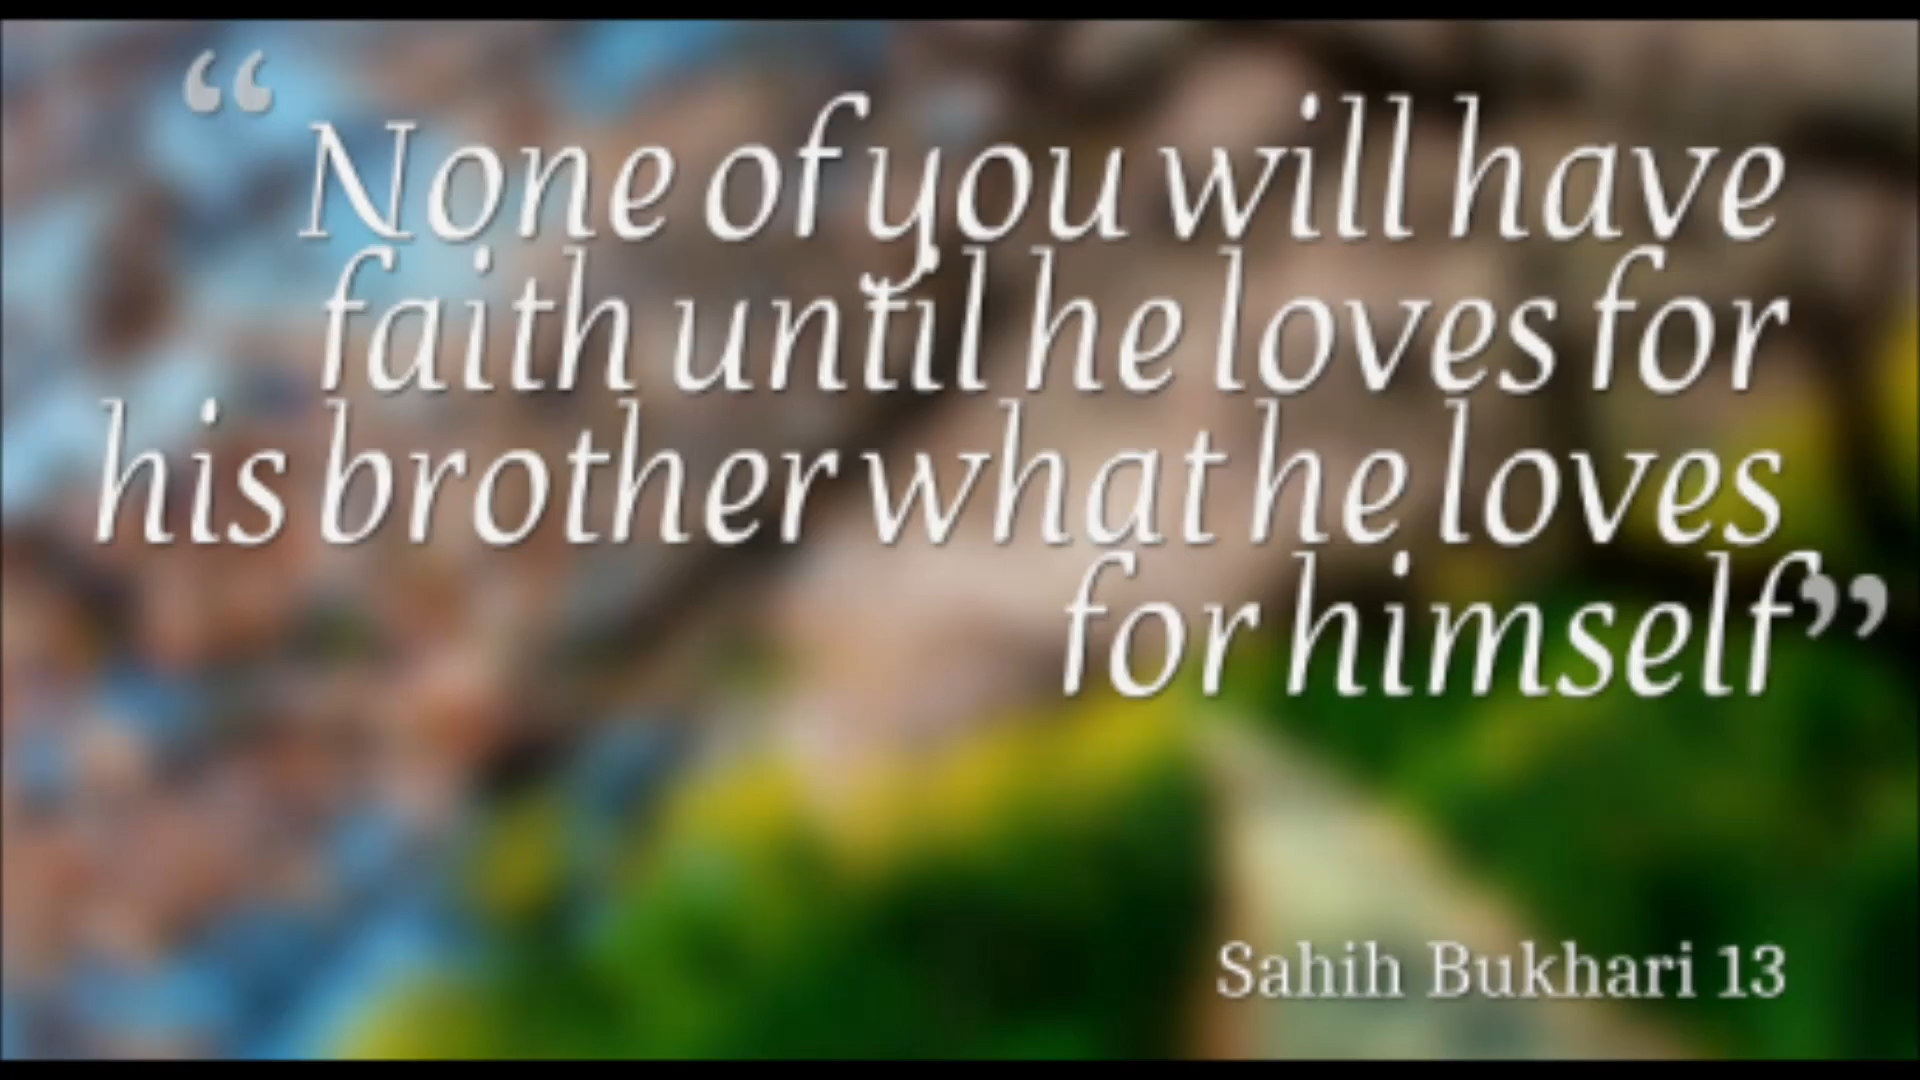 “None of you will have
faith until he loves for
his brother what he loves
for himself”
Sahih Bukhari 13